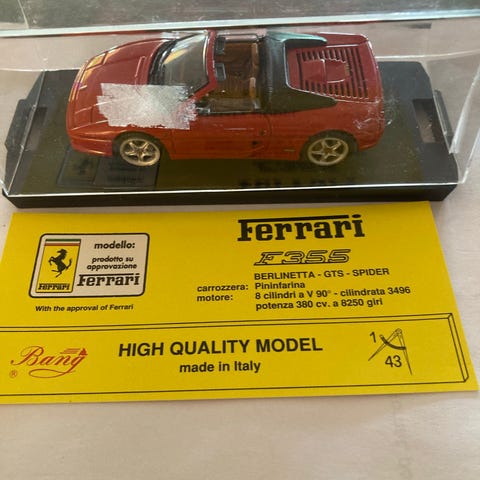 Ferrari
F355
BERLINETTA - GTS - SPIDER
carrozzera: Pininfarina
motore: 8 cilindri a V 90° - cilindrata 3496
potenza 380 cv. a 8250 giri
modello:
prodotto su
approvazione
Ferrari
Ferrari
With the approval of Ferrari
Bang
®
HIGH QUALITY MODEL
made in Italy
1
43